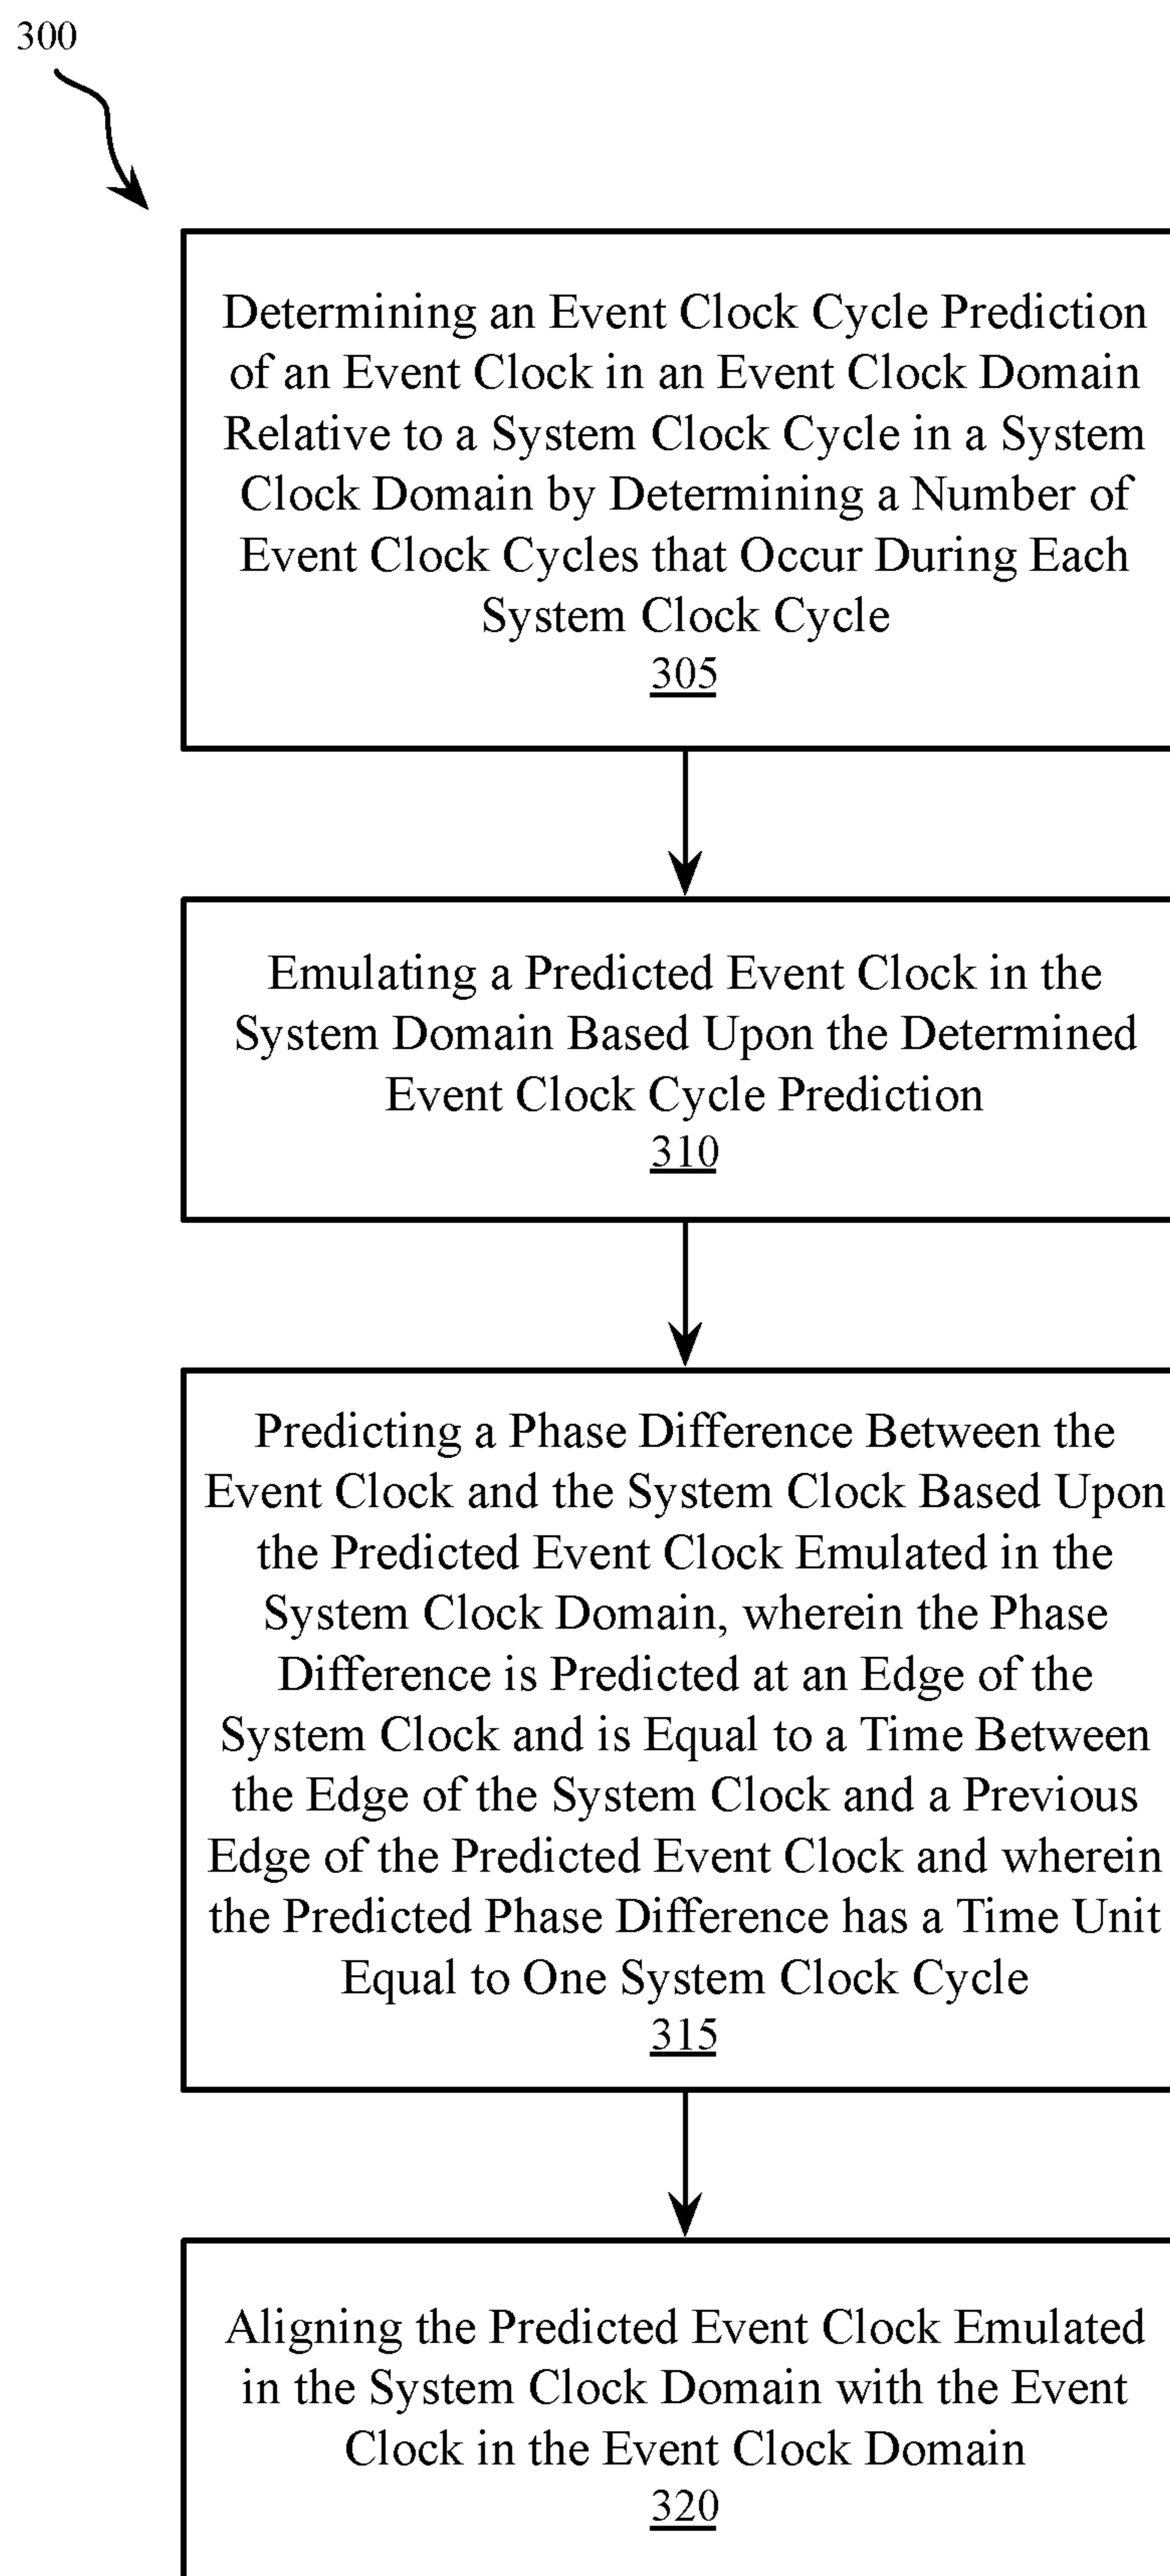 300
Determining an Event Clock Cycle Prediction
of an Event Clock in an Event Clock Domain
Relative to a System Clock Cycle in a System
Clock Domain by Determining a Number of
Event Clock Cycles that Occur During Each
System Clock Cycle
305
Emulating a Predicted Event Clock in the
System Domain Based Upon the Determined
Event Clock Cycle Prediction
310
Predicting a Phase Difference Between the
Event Clock and the System Clock Based Upon
the Predicted Event Clock Emulated in the
System Clock Domain, wherein the Phase
Difference is Predicted at an Edge of the
System Clock and is Equal to a Time Between
the Edge of the System Clock and a Previous
Edge of the Predicted Event Clock and wherein
the Predicted Phase Difference has a Time Unit
Equal to One System Clock Cycle
315
Aligning the Predicted Event Clock Emulated
in the System Clock Domain with the Event
Clock in the Event Clock Domain
320